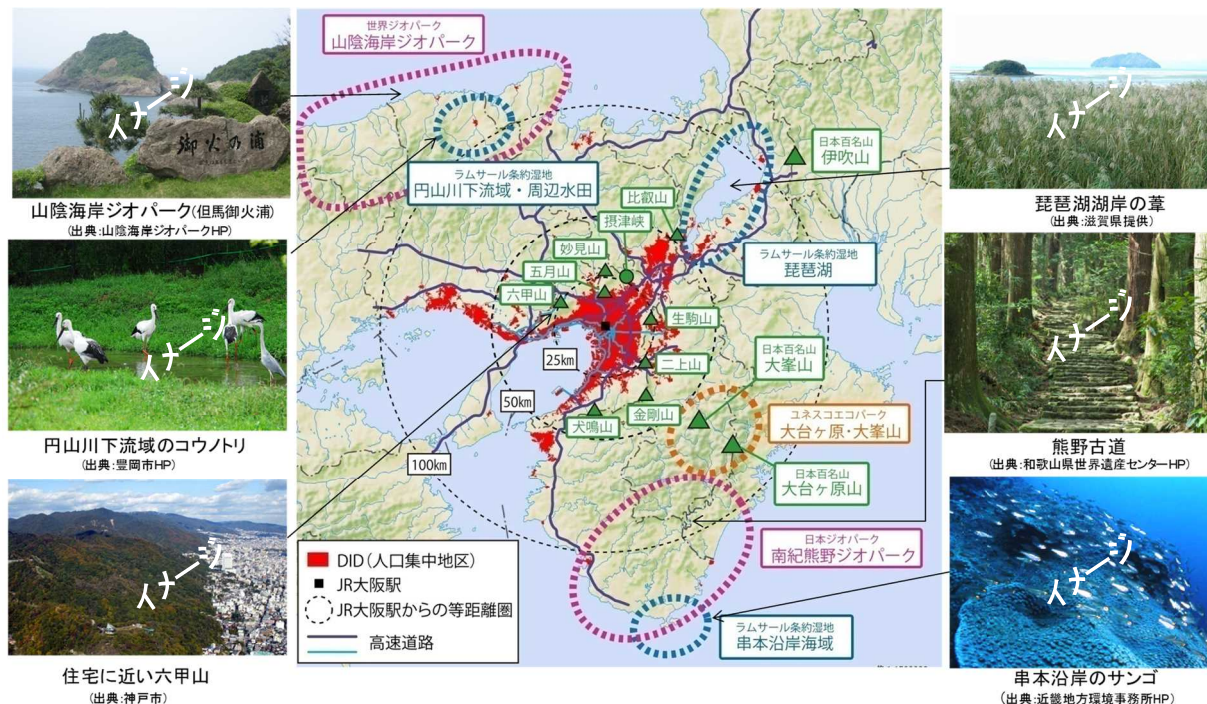 イメージ
御火の浦
山陰海岸ジオパーク(但馬御火浦)
(出典:山陰海岸ジオパークHP)
イメージ
円山川下流域のコウノトリ
(出典:豊岡市HP)
イメージ
住宅に近い六甲山
(出典:神戸市)
世界ジオパーク
山陰海岸ジオパーク
ラムサール条約湿地
円山川下流域・周辺水田
日本百名山
伊吹山
比叡山
摂津峡
妙見山
五月山
六甲山
ラムサール条約湿地
琵琶湖
生駒山
25km
二上山
日本百名山
大峯山
50km
金剛山
犬鳴山
ユネスコエコパーク
大台ヶ原・大峯山
100km
日本百名山
大台ヶ原山
日本ジオパーク
南紀熊野ジオパーク
ラムサール条約湿地
串本沿岸海域
DID(人口集中地区)
JR大阪駅
JR大阪駅からの等距離圏
高速道路
イメージ
琵琶湖湖岸の葦
(出典:滋賀県提供)
イメージ
熊野古道
(出典:和歌山県世界遺産センターHP)
イメージ
串本沿岸のサンゴ
(出典:近畿地方環境事務所HP)